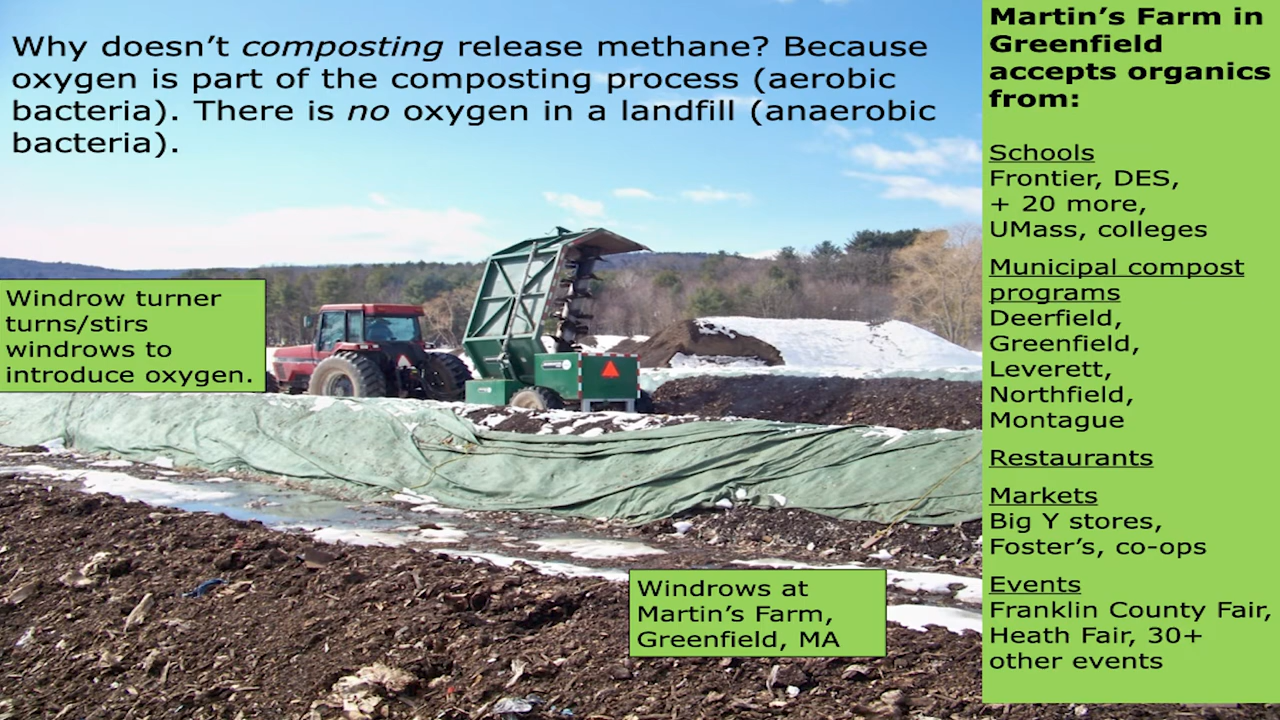 Why doesn't composting release methane? Because
oxygen is part of the composting process (aerobic
bacteria). There is no oxygen in a landfill (anaerobic
bacteria).
Windrow turner
turns/stirs
windrows to
introduce oxygen.
Windrows at
Martin's Farm,
Greenfield, MA
Martin's Farm in
Greenfield
accepts organics
from:
Schools
Frontier, DES,
+ 20 more,
UMass, colleges
Municipal compost
programs
Deerfield,
Greenfield,
Leverett,
Northfield,
Montague
Restaurants
Markets
Big Y stores,
Foster's, co-ops
Events
Franklin County Fair,
Heath Fair, 30+
other events